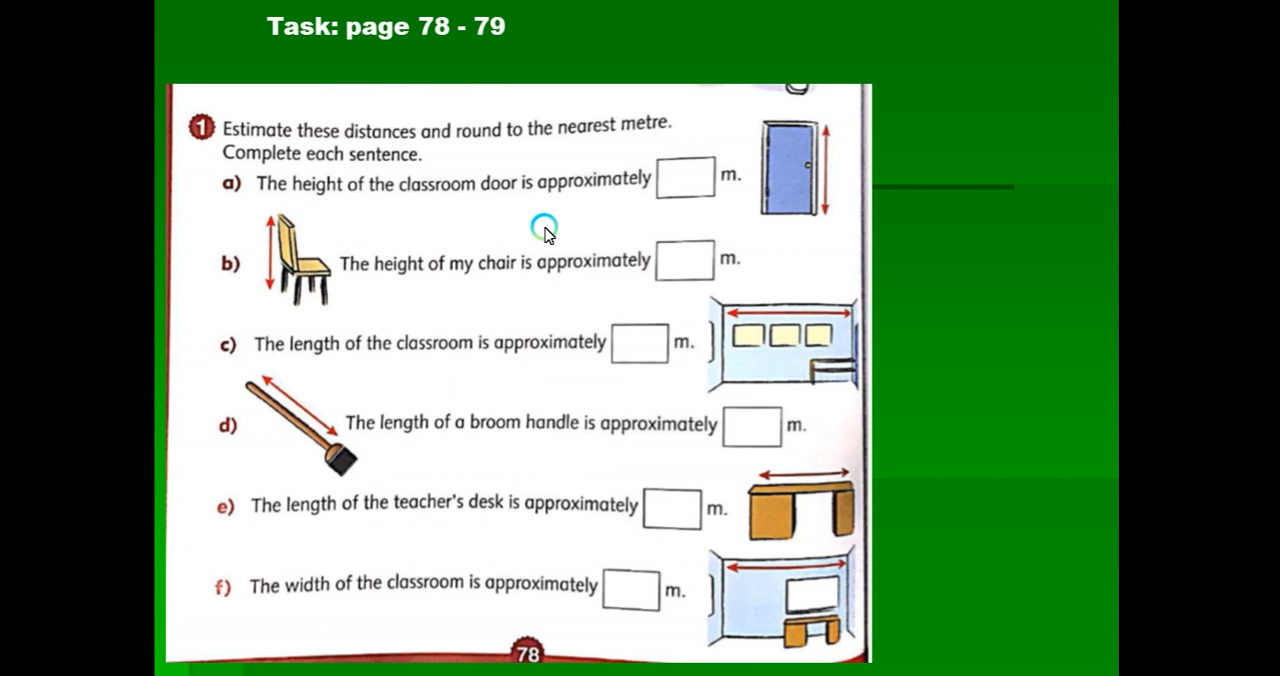 Task: page 78 - 79
1 Estimate these distances and round to the nearest metre.
Complete each sentence.
a) The height of the classroom door is approximately m.
b) The height of my chair is approximately m.
c) The length of the classroom is approximately m.
d) The length of a broom handle is approximately m.
e) The length of the teacher's desk is approximately m.
f) The width of the classroom is approximately m.
78